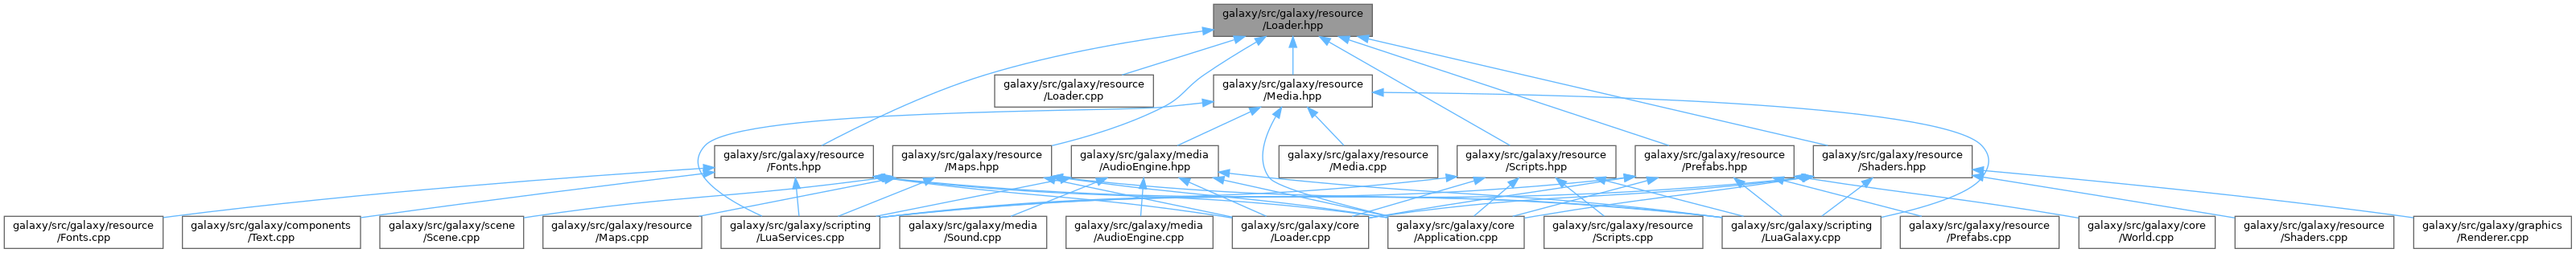 galaxy/src/galaxy/resource
/Loader.hpp
galaxy/src/galaxy/resource
/Loader.cpp
galaxy/src/galaxy/resource
/Media.hpp
galaxy/src/galaxy/resource
/Fonts.hpp
galaxy/src/galaxy/resource
/Maps.hpp
galaxy/src/galaxy/media
/AudioEngine.hpp
galaxy/src/galaxy/resource
/Media.cpp
galaxy/src/galaxy/resource
/Scripts.hpp
galaxy/src/galaxy/resource
/Prefabs.hpp
galaxy/src/galaxy/resource
/Shaders.hpp
galaxy/src/galaxy/resource
/Fonts.cpp
galaxy/src/galaxy/components
/Text.cpp
galaxy/src/galaxy/scene
/Scene.cpp
galaxy/src/galaxy/resource
/Maps.cpp
galaxy/src/galaxy/scripting
/LuaServices.cpp
galaxy/src/galaxy/media
/Sound.cpp
galaxy/src/galaxy/media
/AudioEngine.cpp
galaxy/src/galaxy/core
/Loader.cpp
galaxy/src/galaxy/core
/Application.cpp
galaxy/src/galaxy/resource
/Scripts.cpp
galaxy/src/galaxy/scripting
/LuaGalaxy.cpp
galaxy/src/galaxy/resource
/Prefabs.cpp
galaxy/src/galaxy/core
/World.cpp
galaxy/src/galaxy/resource
/Shaders.cpp
galaxy/src/galaxy/graphics
/Renderer.cpp